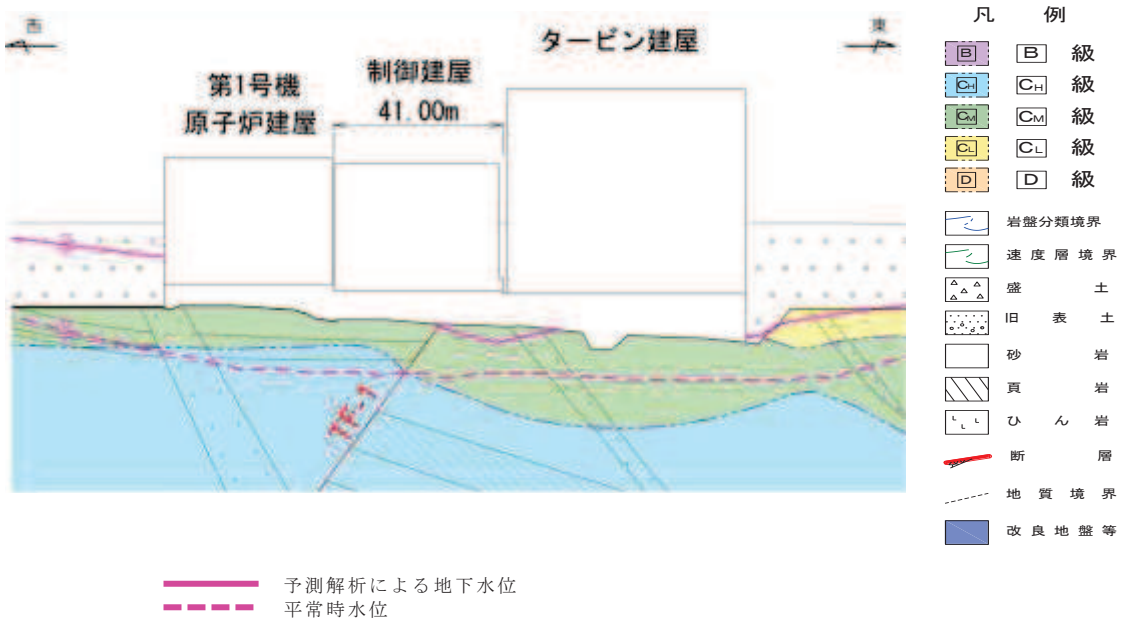 西
東
タービン建屋
制御建屋
41.00m
第1号機
原子炉建屋
TF-1
凡 例
B B 級
CH CH 級
CM CM 級
CL CL 級
D D 級
岩盤分類境界
速度層境界
盛土
旧表土
砂岩
頁岩
ひん岩
断層
地質境界
改良地盤等
予測解析による地下水位
平常時水位